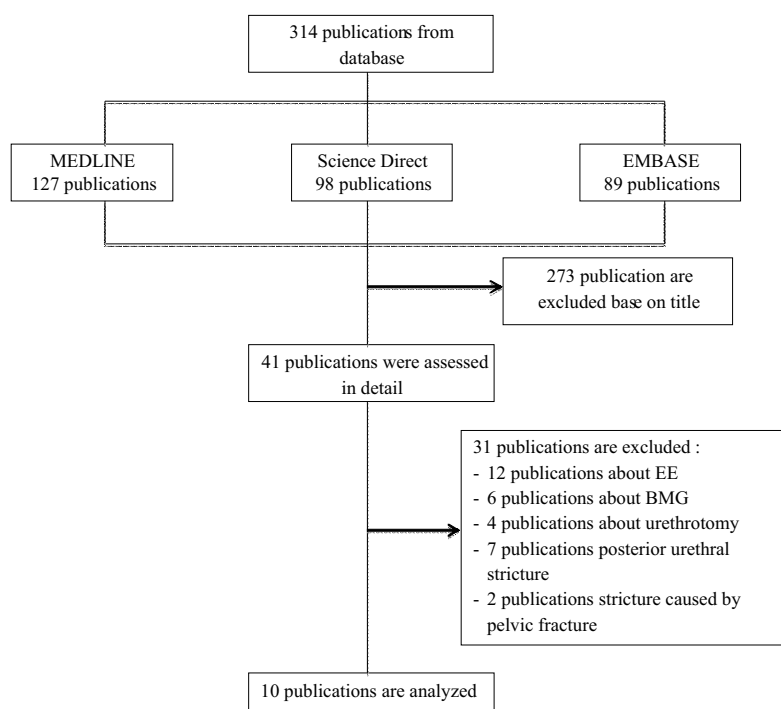 314 publications from
database
MEDLINE
127 publications
Science Direct
98 publications
EMBASE
89 publications
273 publication are
excluded base on title
41 publications were assessed
in detail
31 publications are excluded :
- 12 publications about EE
- 6 publications about BMG
- 4 publications about urethrotomy
- 7 publications posterior urethral
stricture
- 2 publications stricture caused by
pelvic fracture
10 publications are analyzed